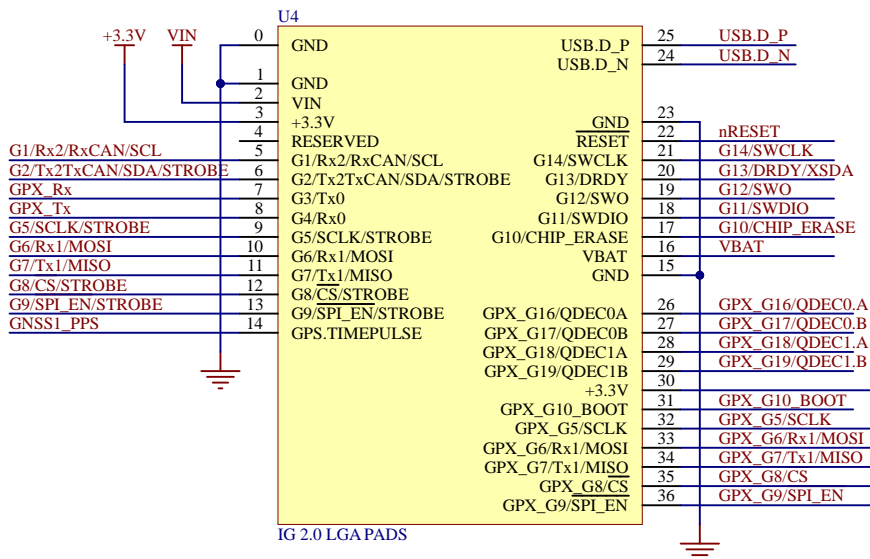 U4
+3.3V
VIN
0 GND
1 GND
2 VIN
3 +3.3V
4 RESERVED
G1/Rx2/RxCAN/SCL 5 G1/Rx2/RxCAN/SCL
G2/Tx2TxCAN/SDA/STROBE 6 G2/Tx2TxCAN/SDA/STROBE
GPX_Rx 7 G3/Tx0
GPX_Tx 8 G4/Rx0
G5/SCLK/STROBE 9 G5/SCLK/STROBE
G6/Rx1/MOSI 10 G6/Rx1/MOSI
G7/Tx1/MISO 11 G7/Tx1/MISO
G8/CS/STROBE 12 G8/CS/STROBE
G9/SPI_EN/STROBE 13 G9/SPI_EN/STROBE
GNSS1_PPS 14 GPS.TIMEPULSE
USB.D_P 25 USB.D_P
USB.D_N 24 USB.D_N
GND 23
RESET 22 nRESET
G14/SWCLK 21 G14/SWCLK
G13/DRDY 20 G13/DRDY/XSDA
G12/SWO 19 G12/SWO
G11/SWDIO 18 G11/SWDIO
G10/CHIP_ERASE 17 G10/CHIP_ERASE
VBAT 16 VBAT
GND 15
GPX_G16/QDEC0A 26 GPX_G16/QDEC0.A
GPX_G17/QDEC0B 27 GPX_G17/QDEC0.B
GPX_G18/QDEC1A 28 GPX_G18/QDEC1.A
GPX_G19/QDEC1B 29 GPX_G19/QDEC1.B
+3.3V 30
GPX_G10_BOOT 31 GPX_G10_BOOT
GPX_G5/SCLK 32 GPX_G5/SCLK
GPX_G6/Rx1/MOSI 33 GPX_G6/Rx1/MOSI
GPX_G7/Tx1/MISO 34 GPX_G7/Tx1/MISO
GPX_G8/CS 35 GPX_G8/CS
GPX_G9/SPI_EN 36 GPX_G9/SPI_EN
IG 2.0 LGA PADS